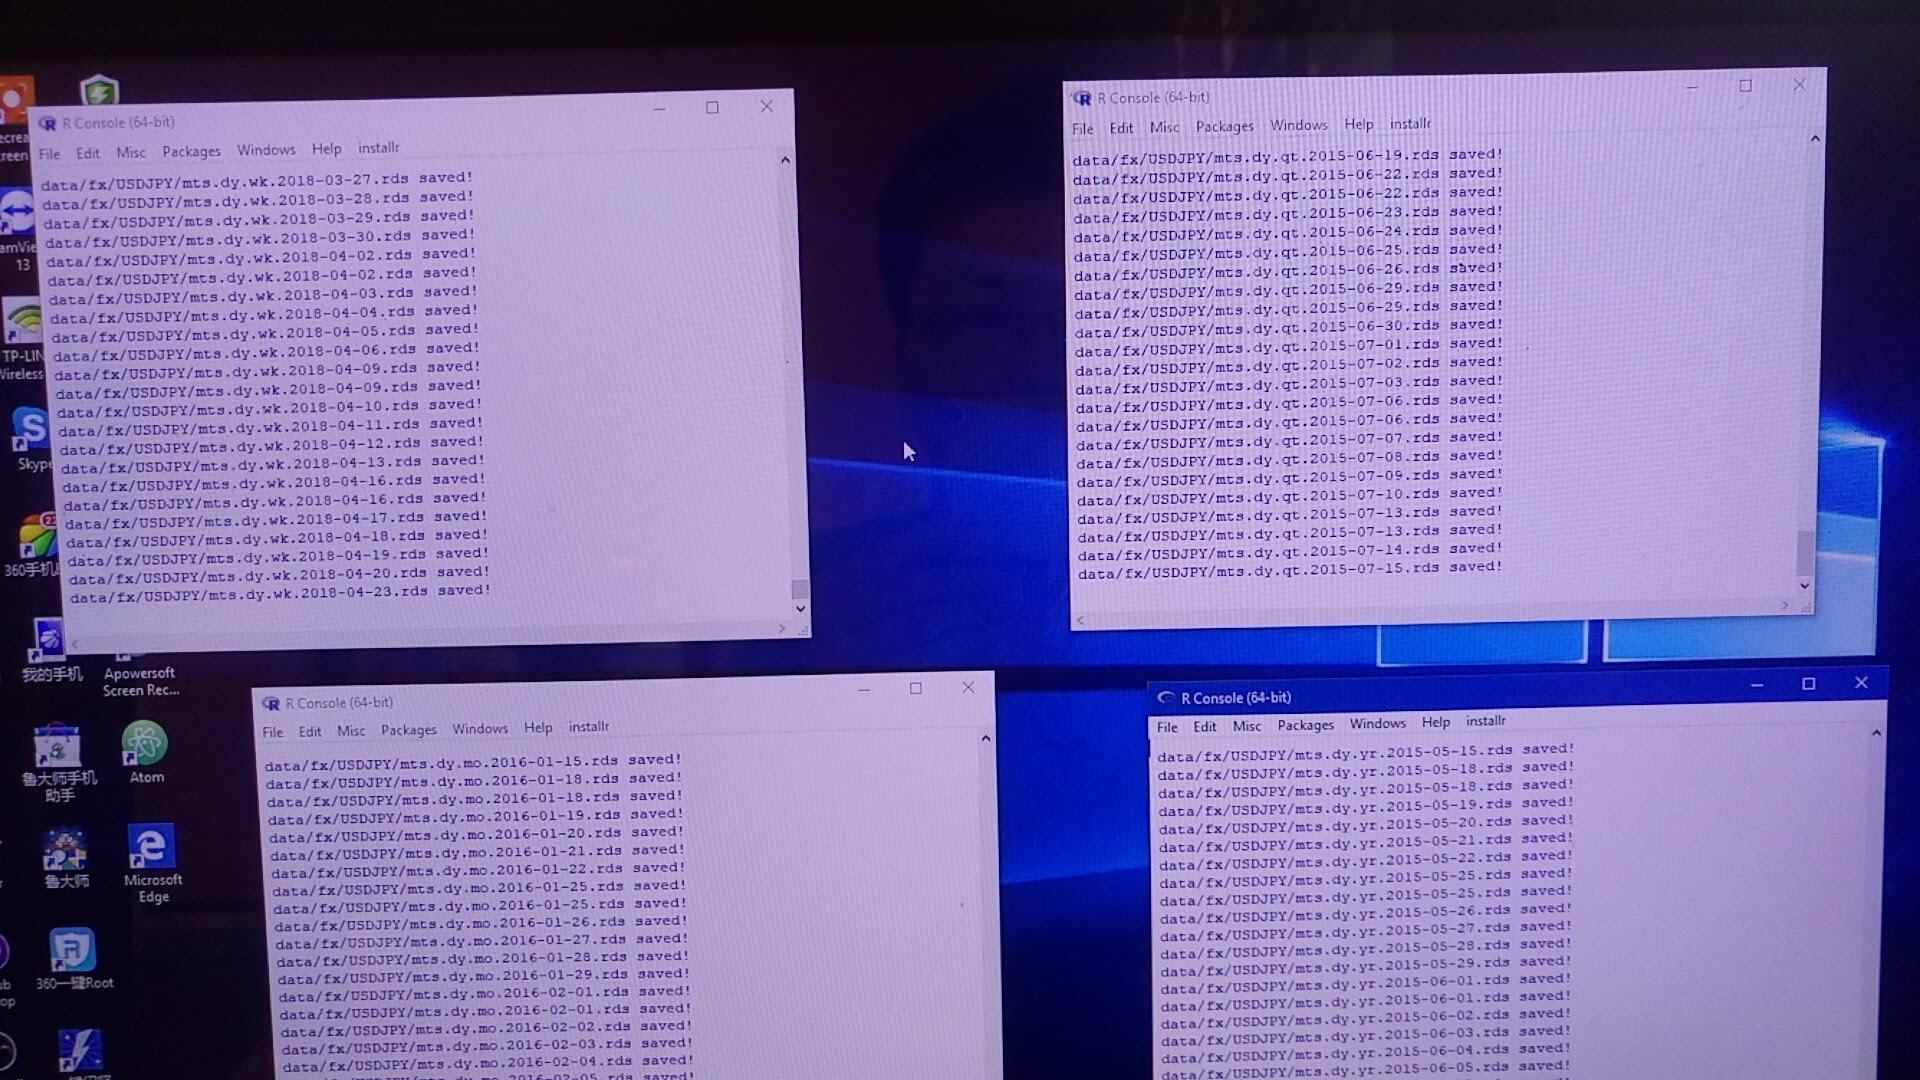 R Console (64-bit)
File Edit Misc Packages Windows Help installr
data/fx/USDJPY/mts.dy.wk.2018-03-27.rds saved!
data/fx/USDJPY/mts.dy.wk.2018-03-28.rds saved!
data/fx/USDJPY/mts.dy.wk.2018-03-29.rds saved!
data/fx/USDJPY/mts.dy.wk.2018-03-30.rds saved!
data/fx/USDJPY/mts.dy.wk.2018-04-02.rds saved!
data/fx/USDJPY/mts.dy.wk.2018-04-02.rds saved!
data/fx/USDJPY/mts.dy.wk.2018-04-03.rds saved!
data/fx/USDJPY/mts.dy.wk.2018-04-04.rds saved!
data/fx/USDJPY/mts.dy.wk.2018-04-05.rds saved!
data/fx/USDJPY/mts.dy.wk.2018-04-06.rds saved!
data/fx/USDJPY/mts.dy.wk.2018-04-09.rds saved!
data/fx/USDJPY/mts.dy.wk.2018-04-09.rds saved!
data/fx/USDJPY/mts.dy.wk.2018-04-10.rds saved!
data/fx/USDJPY/mts.dy.wk.2018-04-11.rds saved!
data/fx/USDJPY/mts.dy.wk.2018-04-12.rds saved!
data/fx/USDJPY/mts.dy.wk.2018-04-13.rds saved!
data/fx/USDJPY/mts.dy.wk.2018-04-16.rds saved!
data/fx/USDJPY/mts.dy.wk.2018-04-16.rds saved!
data/fx/USDJPY/mts.dy.wk.2018-04-17.rds saved!
data/fx/USDJPY/mts.dy.wk.2018-04-18.rds saved!
data/fx/USDJPY/mts.dy.wk.2018-04-19.rds saved!
data/fx/USDJPY/mts.dy.wk.2018-04-20.rds saved!
data/fx/USDJPY/mts.dy.wk.2018-04-23.rds saved!
R Console (64-bit)
File Edit Misc Packages Windows Help installr
data/fx/USDJPY/mts.dy.qt.2015-06-19.rds saved!
data/fx/USDJPY/mts.dy.qt.2015-06-22.rds saved!
data/fx/USDJPY/mts.dy.qt.2015-06-22.rds saved!
data/fx/USDJPY/mts.dy.qt.2015-06-23.rds saved!
data/fx/USDJPY/mts.dy.qt.2015-06-24.rds saved!
data/fx/USDJPY/mts.dy.qt.2015-06-25.rds saved!
data/fx/USDJPY/mts.dy.qt.2015-06-26.rds saved!
data/fx/USDJPY/mts.dy.qt.2015-06-29.rds saved!
data/fx/USDJPY/mts.dy.qt.2015-06-29.rds saved!
data/fx/USDJPY/mts.dy.qt.2015-06-30.rds saved!
data/fx/USDJPY/mts.dy.qt.2015-07-01.rds saved!
data/fx/USDJPY/mts.dy.qt.2015-07-02.rds saved!
data/fx/USDJPY/mts.dy.qt.2015-07-03.rds saved!
data/fx/USDJPY/mts.dy.qt.2015-07-06.rds saved!
data/fx/USDJPY/mts.dy.qt.2015-07-06.rds saved!
data/fx/USDJPY/mts.dy.qt.2015-07-07.rds saved!
data/fx/USDJPY/mts.dy.qt.2015-07-08.rds saved!
data/fx/USDJPY/mts.dy.qt.2015-07-09.rds saved!
data/fx/USDJPY/mts.dy.qt.2015-07-10.rds saved!
data/fx/USDJPY/mts.dy.qt.2015-07-13.rds saved!
data/fx/USDJPY/mts.dy.qt.2015-07-13.rds saved!
data/fx/USDJPY/mts.dy.qt.2015-07-14.rds saved!
data/fx/USDJPY/mts.dy.qt.2015-07-15.rds saved!
13
TP-LIN
Wireless
Skype
360手机
我的手机
Apowersoft
Screen Rec...
鲁大师手机
助手
Atom
鲁大师
Microsoft
Edge
360一键Root
R Console (64-bit)
File Edit Misc Packages Windows Help installr
data/fx/USDJPY/mts.dy.mo.2016-01-15.rds saved!
data/fx/USDJPY/mts.dy.mo.2016-01-18.rds saved!
data/fx/USDJPY/mts.dy.mo.2016-01-18.rds saved!
data/fx/USDJPY/mts.dy.mo.2016-01-19.rds saved!
data/fx/USDJPY/mts.dy.mo.2016-01-20.rds saved!
data/fx/USDJPY/mts.dy.mo.2016-01-21.rds saved!
data/fx/USDJPY/mts.dy.mo.2016-01-22.rds saved!
data/fx/USDJPY/mts.dy.mo.2016-01-25.rds saved!
data/fx/USDJPY/mts.dy.mo.2016-01-25.rds saved!
data/fx/USDJPY/mts.dy.mo.2016-01-26.rds saved!
data/fx/USDJPY/mts.dy.mo.2016-01-27.rds saved!
data/fx/USDJPY/mts.dy.mo.2016-01-28.rds saved!
data/fx/USDJPY/mts.dy.mo.2016-01-29.rds saved!
data/fx/USDJPY/mts.dy.mo.2016-02-01.rds saved!
data/fx/USDJPY/mts.dy.mo.2016-02-01.rds saved!
data/fx/USDJPY/mts.dy.mo.2016-02-02.rds saved!
data/fx/USDJPY/mts.dy.mo.2016-02-03.rds saved!
data/fx/USDJPY/mts.dy.mo.2016-02-04.rds saved!
data/fx/USDJPY/mts.dy.mo.2016-02-05.rds saved!
R Console (64-bit)
File Edit Misc Packages Windows Help installr
data/fx/USDJPY/mts.dy.yr.2015-05-15.rds saved!
data/fx/USDJPY/mts.dy.yr.2015-05-18.rds saved!
data/fx/USDJPY/mts.dy.yr.2015-05-18.rds saved!
data/fx/USDJPY/mts.dy.yr.2015-05-19.rds saved!
data/fx/USDJPY/mts.dy.yr.2015-05-20.rds saved!
data/fx/USDJPY/mts.dy.yr.2015-05-21.rds saved!
data/fx/USDJPY/mts.dy.yr.2015-05-22.rds saved!
data/fx/USDJPY/mts.dy.yr.2015-05-25.rds saved!
data/fx/USDJPY/mts.dy.yr.2015-05-25.rds saved!
data/fx/USDJPY/mts.dy.yr.2015-05-26.rds saved!
data/fx/USDJPY/mts.dy.yr.2015-05-27.rds saved!
data/fx/USDJPY/mts.dy.yr.2015-05-28.rds saved!
data/fx/USDJPY/mts.dy.yr.2015-05-29.rds saved!
data/fx/USDJPY/mts.dy.yr.2015-06-01.rds saved!
data/fx/USDJPY/mts.dy.yr.2015-06-01.rds saved!
data/fx/USDJPY/mts.dy.yr.2015-06-02.rds saved!
data/fx/USDJPY/mts.dy.yr.2015-06-03.rds saved!
data/fx/USDJPY/mts.dy.yr.2015-06-04.rds saved!
data/fx/USDJPY/mts.dy.yr.2015-06-05.rds saved!